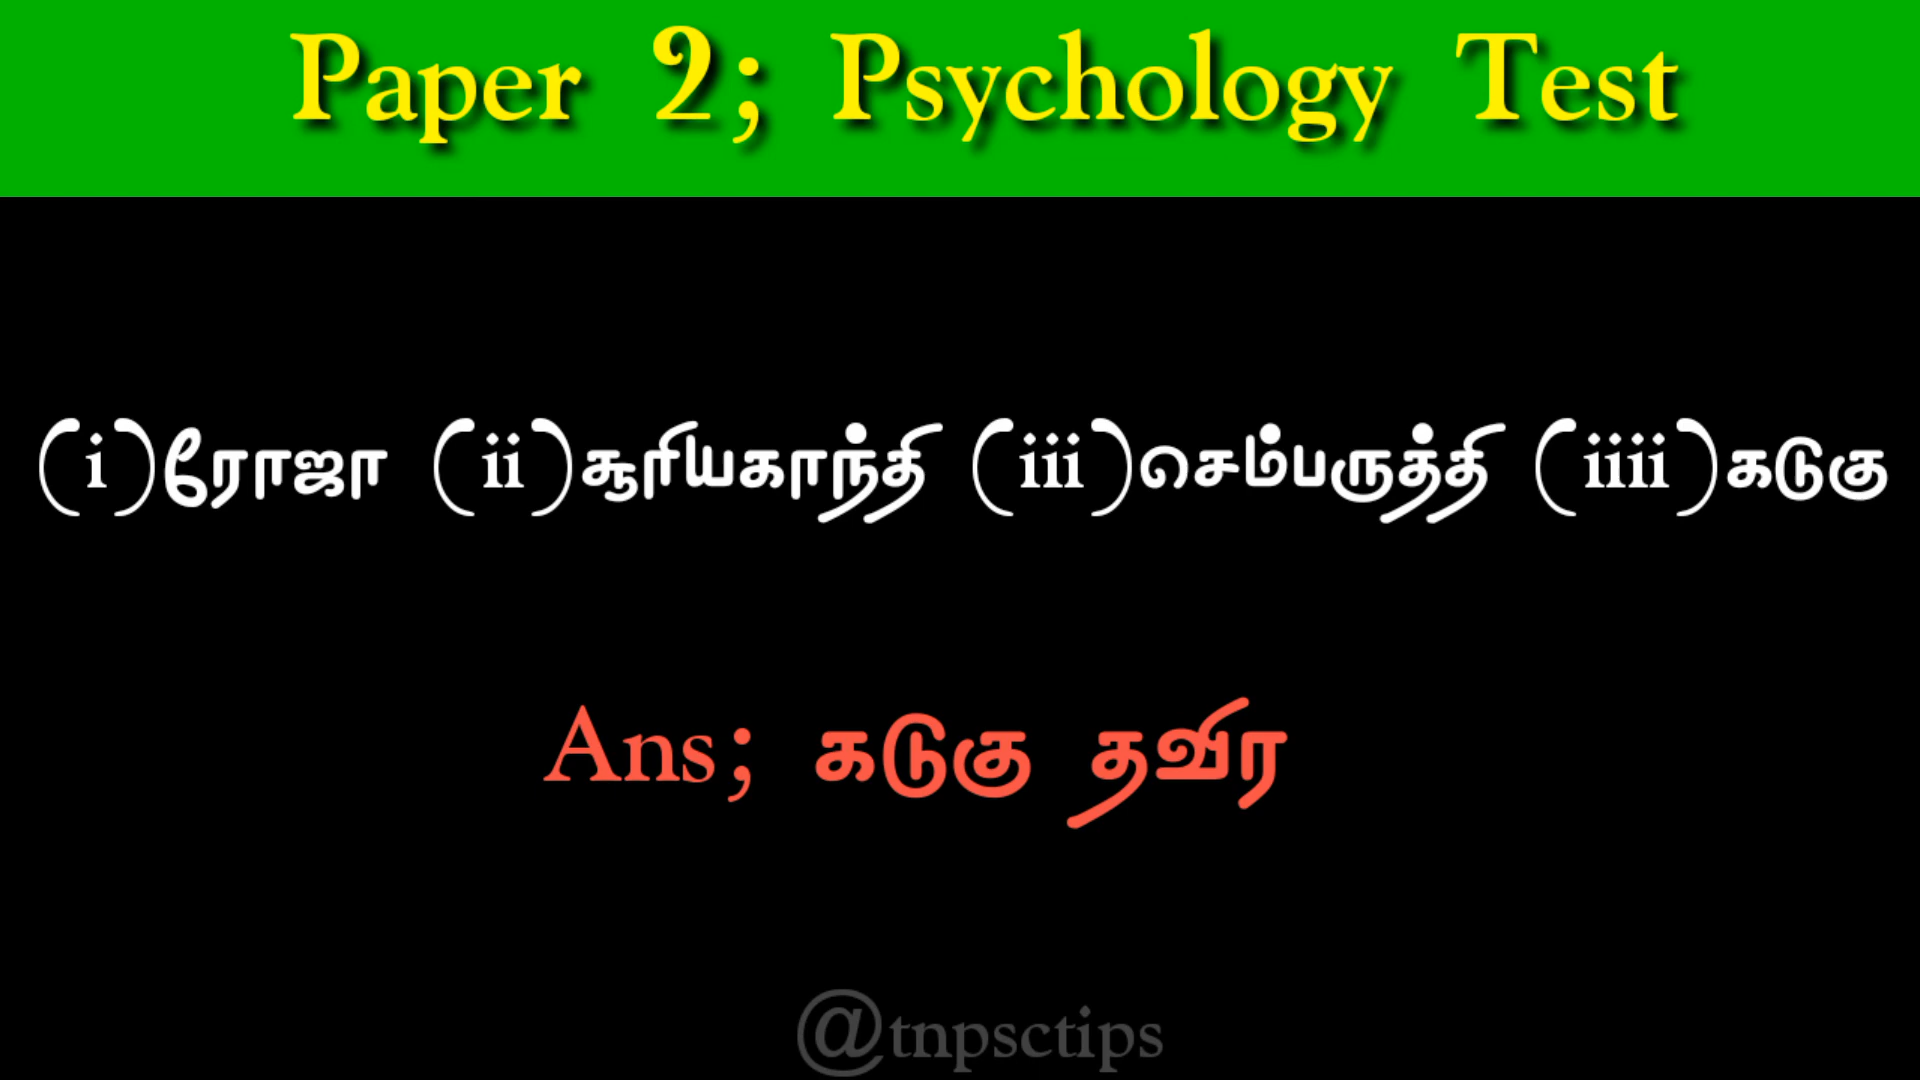 Paper 2; Psychology Test
(i)ரோஜா (ii)சூரியகாந்தி (iii)செம்பருத்தி (iiii)கடுகு
Ans; கடுகு தவிர
@tnpsctips